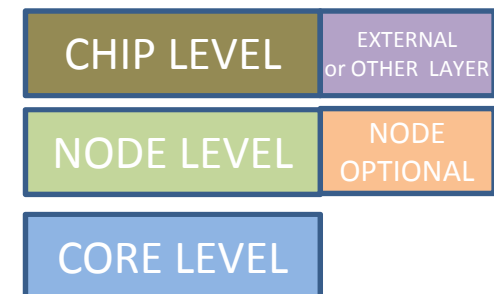 CHIP LEVEL
EXTERNAL
or OTHER LAYER
NODE LEVEL
NODE
OPTIONAL
CORE LEVEL